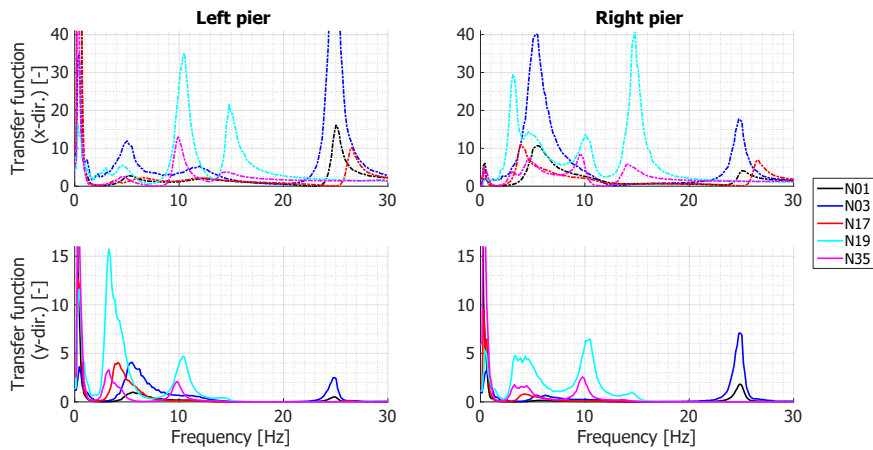 Left pier
Right pier
Transfer function
(x-dir.) [-]
40
30
20
10
0
0
10
20
30
40
30
20
10
0
0
10
20
30
N01
N03
N17
N19
N35
Transfer function
(y-dir.) [-]
15
10
5
0
0
10
20
30
Frequency [Hz]
15
10
5
0
0
10
20
30
Frequency [Hz]